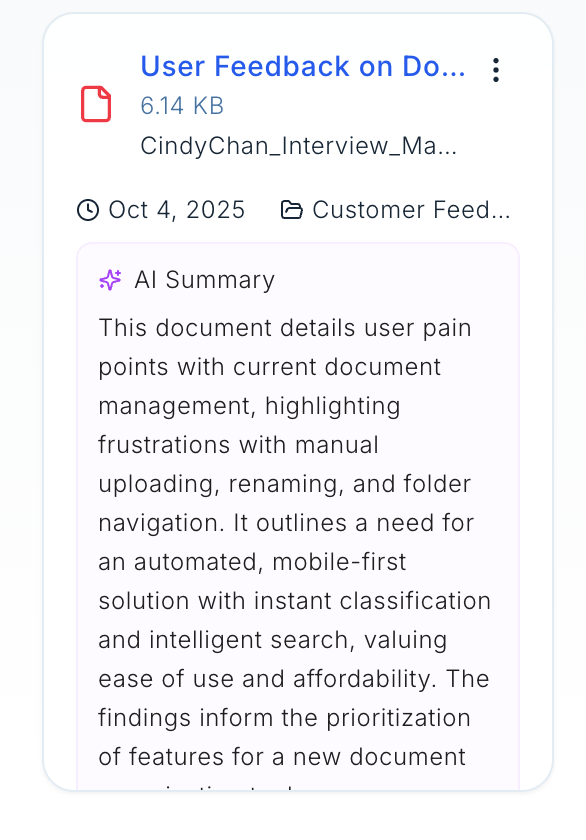 User Feedback on Do...
6.14 KB
CindyChan_Interview_Ma...
Oct 4, 2025
Customer Feed...
AI Summary
This document details user pain
points with current document
management, highlighting
frustrations with manual
uploading, renaming, and folder
navigation. It outlines a need for
an automated, mobile-first
solution with instant classification
and intelligent search, valuing
ease of use and affordability. The
findings inform the prioritization
of features for a new document